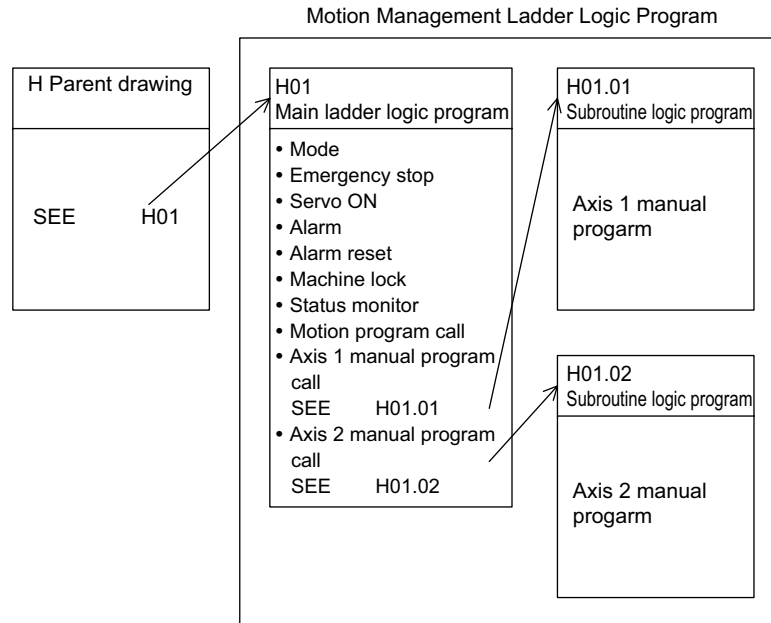 Motion Management Ladder Logic Program
H Parent drawing
SEE H01
H01
Main ladder logic program
• Mode
• Emergency stop
• Servo ON
• Alarm
• Alarm reset
• Machine lock
• Status monitor
• Motion program call
• Axis 1 manual program
call
SEE H01.01
• Axis 2 manual program
call
SEE H01.02
H01.01
Subroutine logic program
Axis 1 manual
progarm
H01.02
Subroutine logic program
Axis 2 manual
progarm